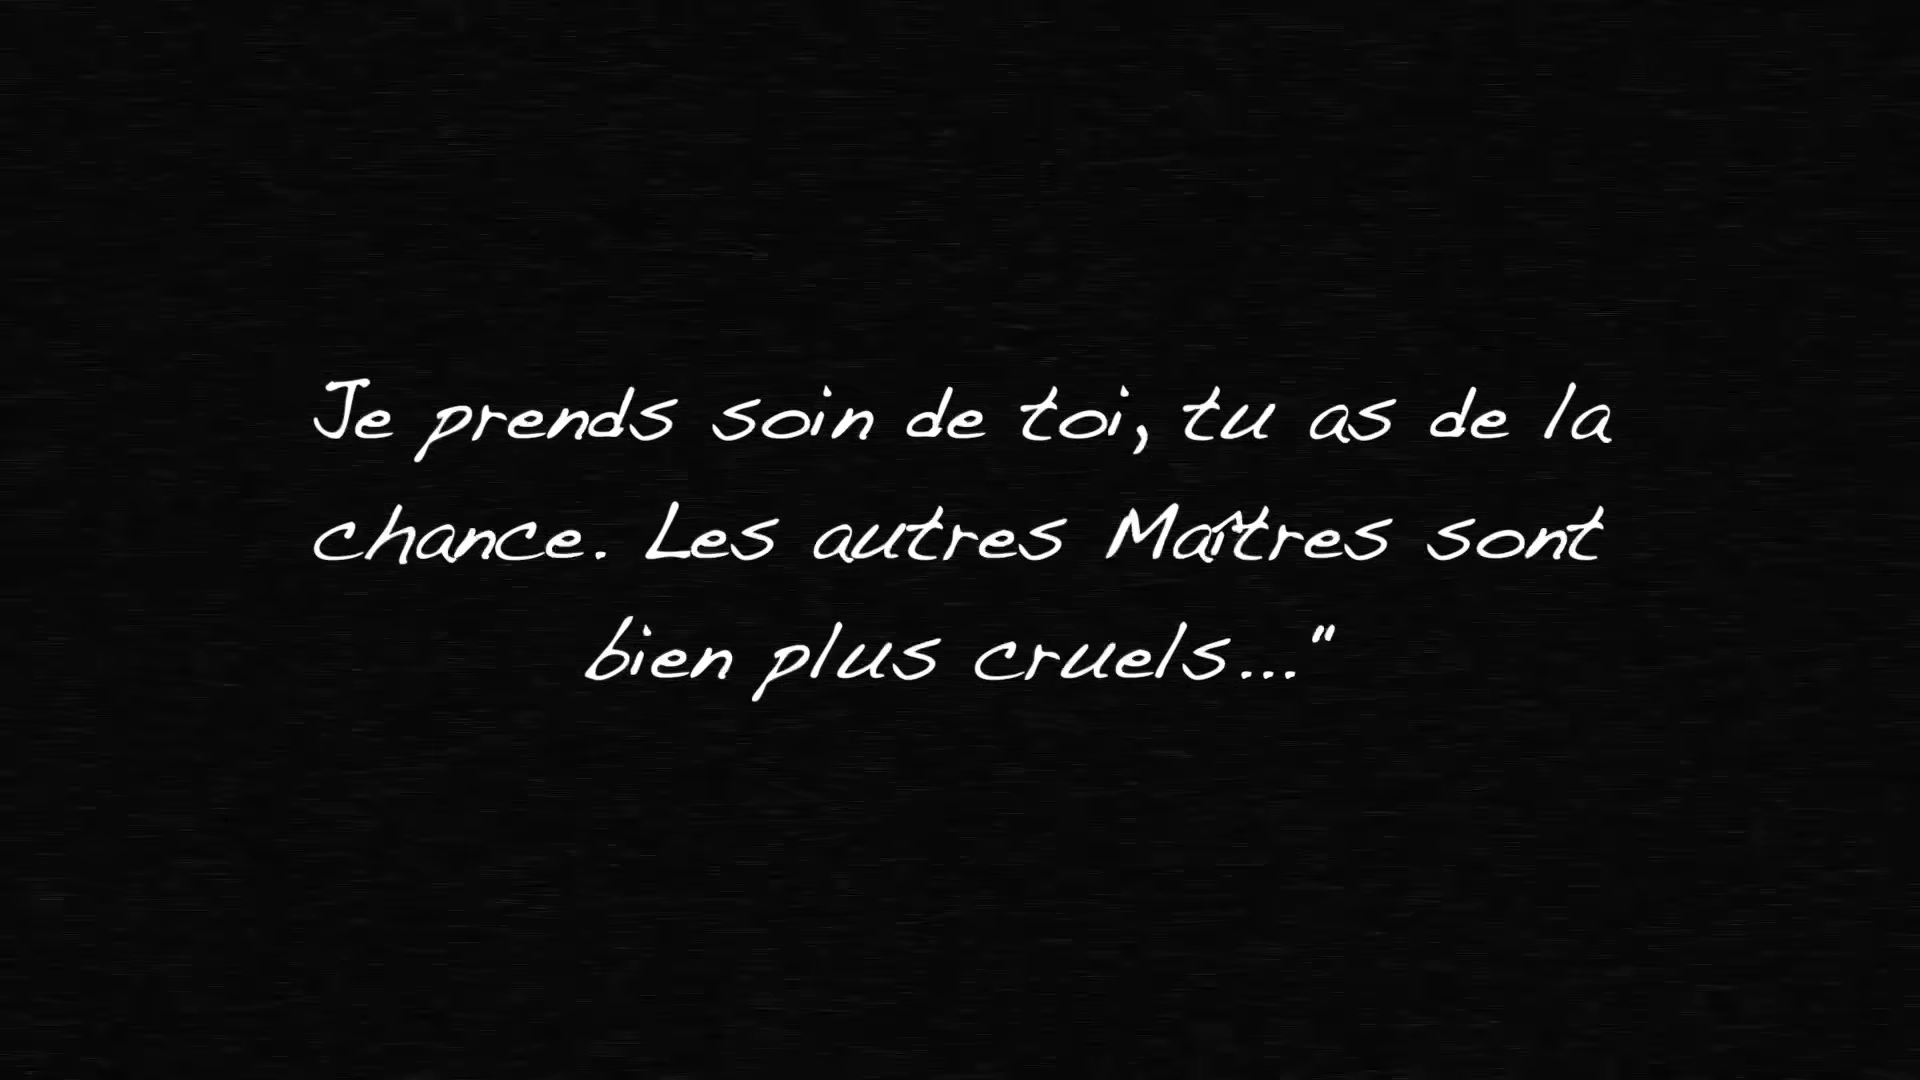 Je prends soin de toi, tu as de la
chance. Les autres Maîtres sont
bien plus cruels..."